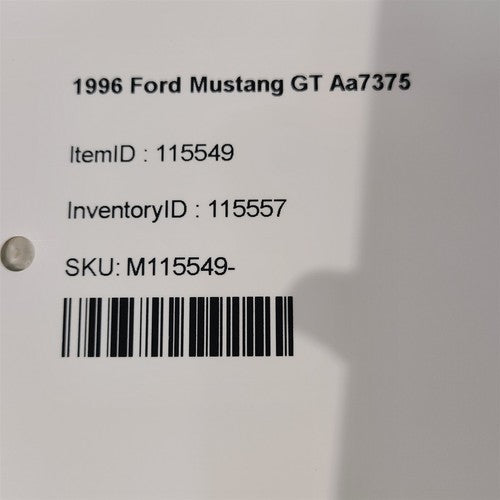 1996 Ford Mustang GT Aa7375
ItemID : 115549
InventoryID : 115557
SKU: M115549-